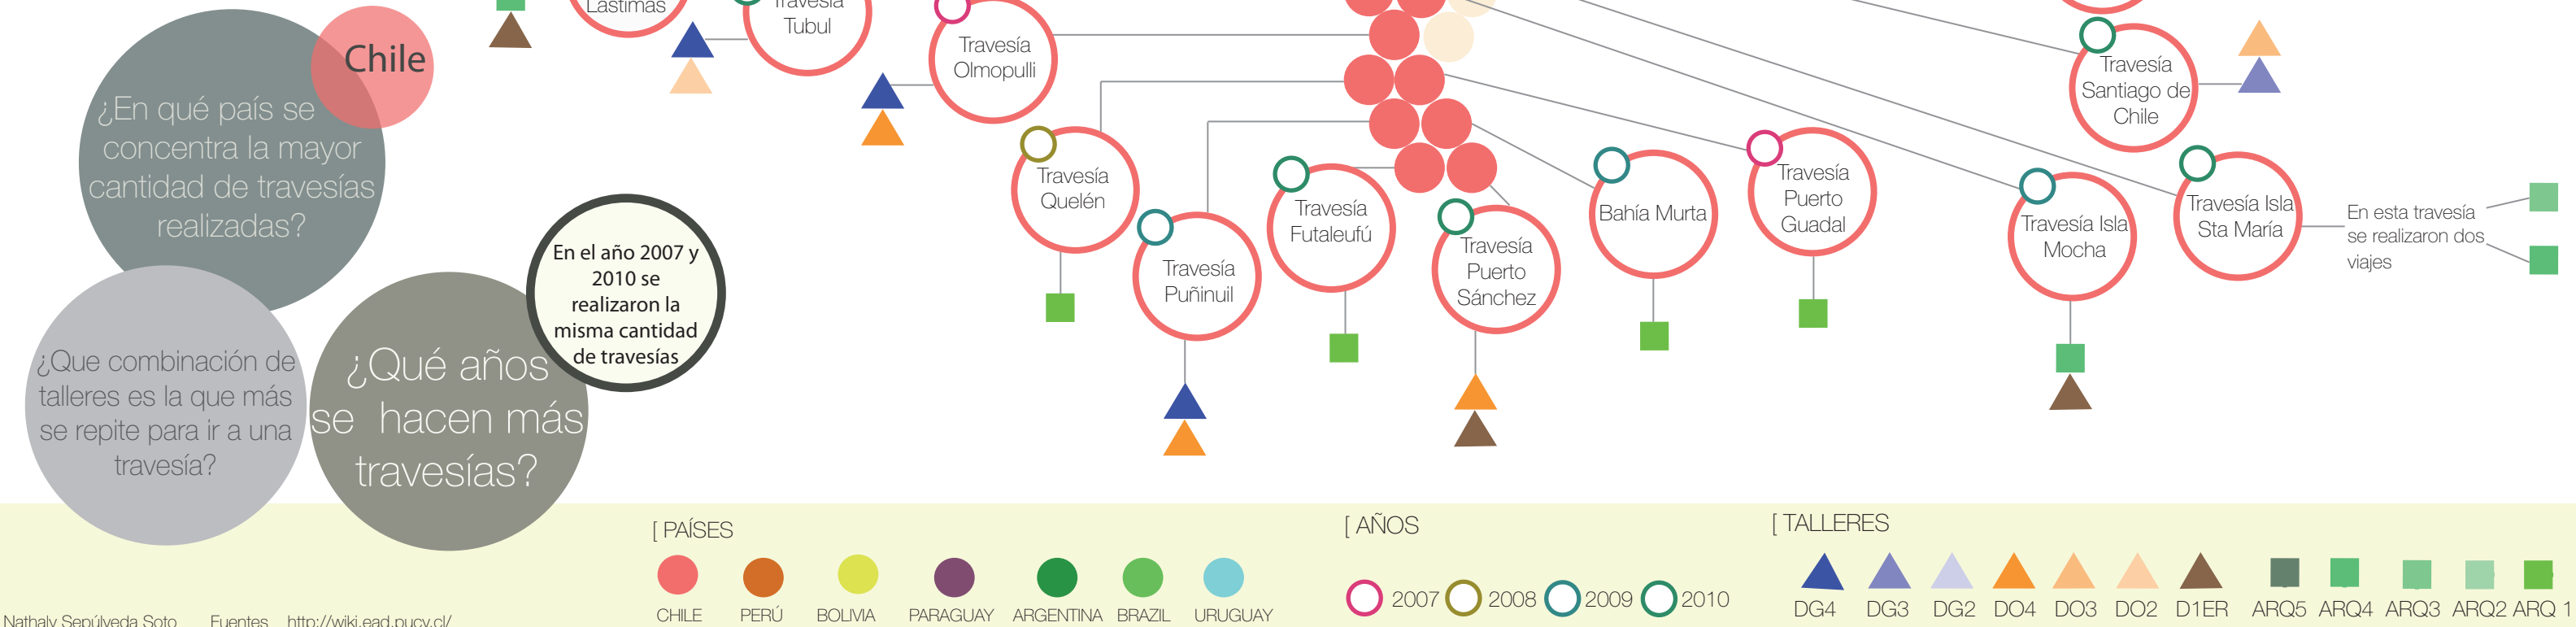 Lastimas
Travesía
Tubul
Chile
¿En qué país se
concentra la mayor
cantidad de travesías
realizadas?
Travesía
Olmopulli
Travesía
Santiago de
Chile
Travesía
Quelén
Travesía
Puñinuil
Travesía
Futaleufú
Travesía
Puerto
Sánchez
Bahía Murta
Travesía
Puerto
Guadal
Travesía Isla
Mocha
Travesía Isla
Sta María
En esta travesía
se realizaron dos
viajes
En el año 2007 y
2010 se
realizaron la
misma cantidad
de travesías
¿Que combinación de
talleres es la que más
se repite para ir a una
travesía?
¿Qué años
se hacen más
travesías?
[ PAÍSES
CHILE PERÚ BOLIVIA PARAGUAY ARGENTINA BRAZIL URUGUAY
[ AÑOS
2007 2008 2009 2010
[ TALLERES
DG4 DG3 DG2 DO4 DO3 DO2 D1ER ARQ5 ARQ4 ARQ3 ARQ2 ARQ 1
Nathaly Sepúlveda Soto Fuentes http://wiki.ead.pucv.cl/